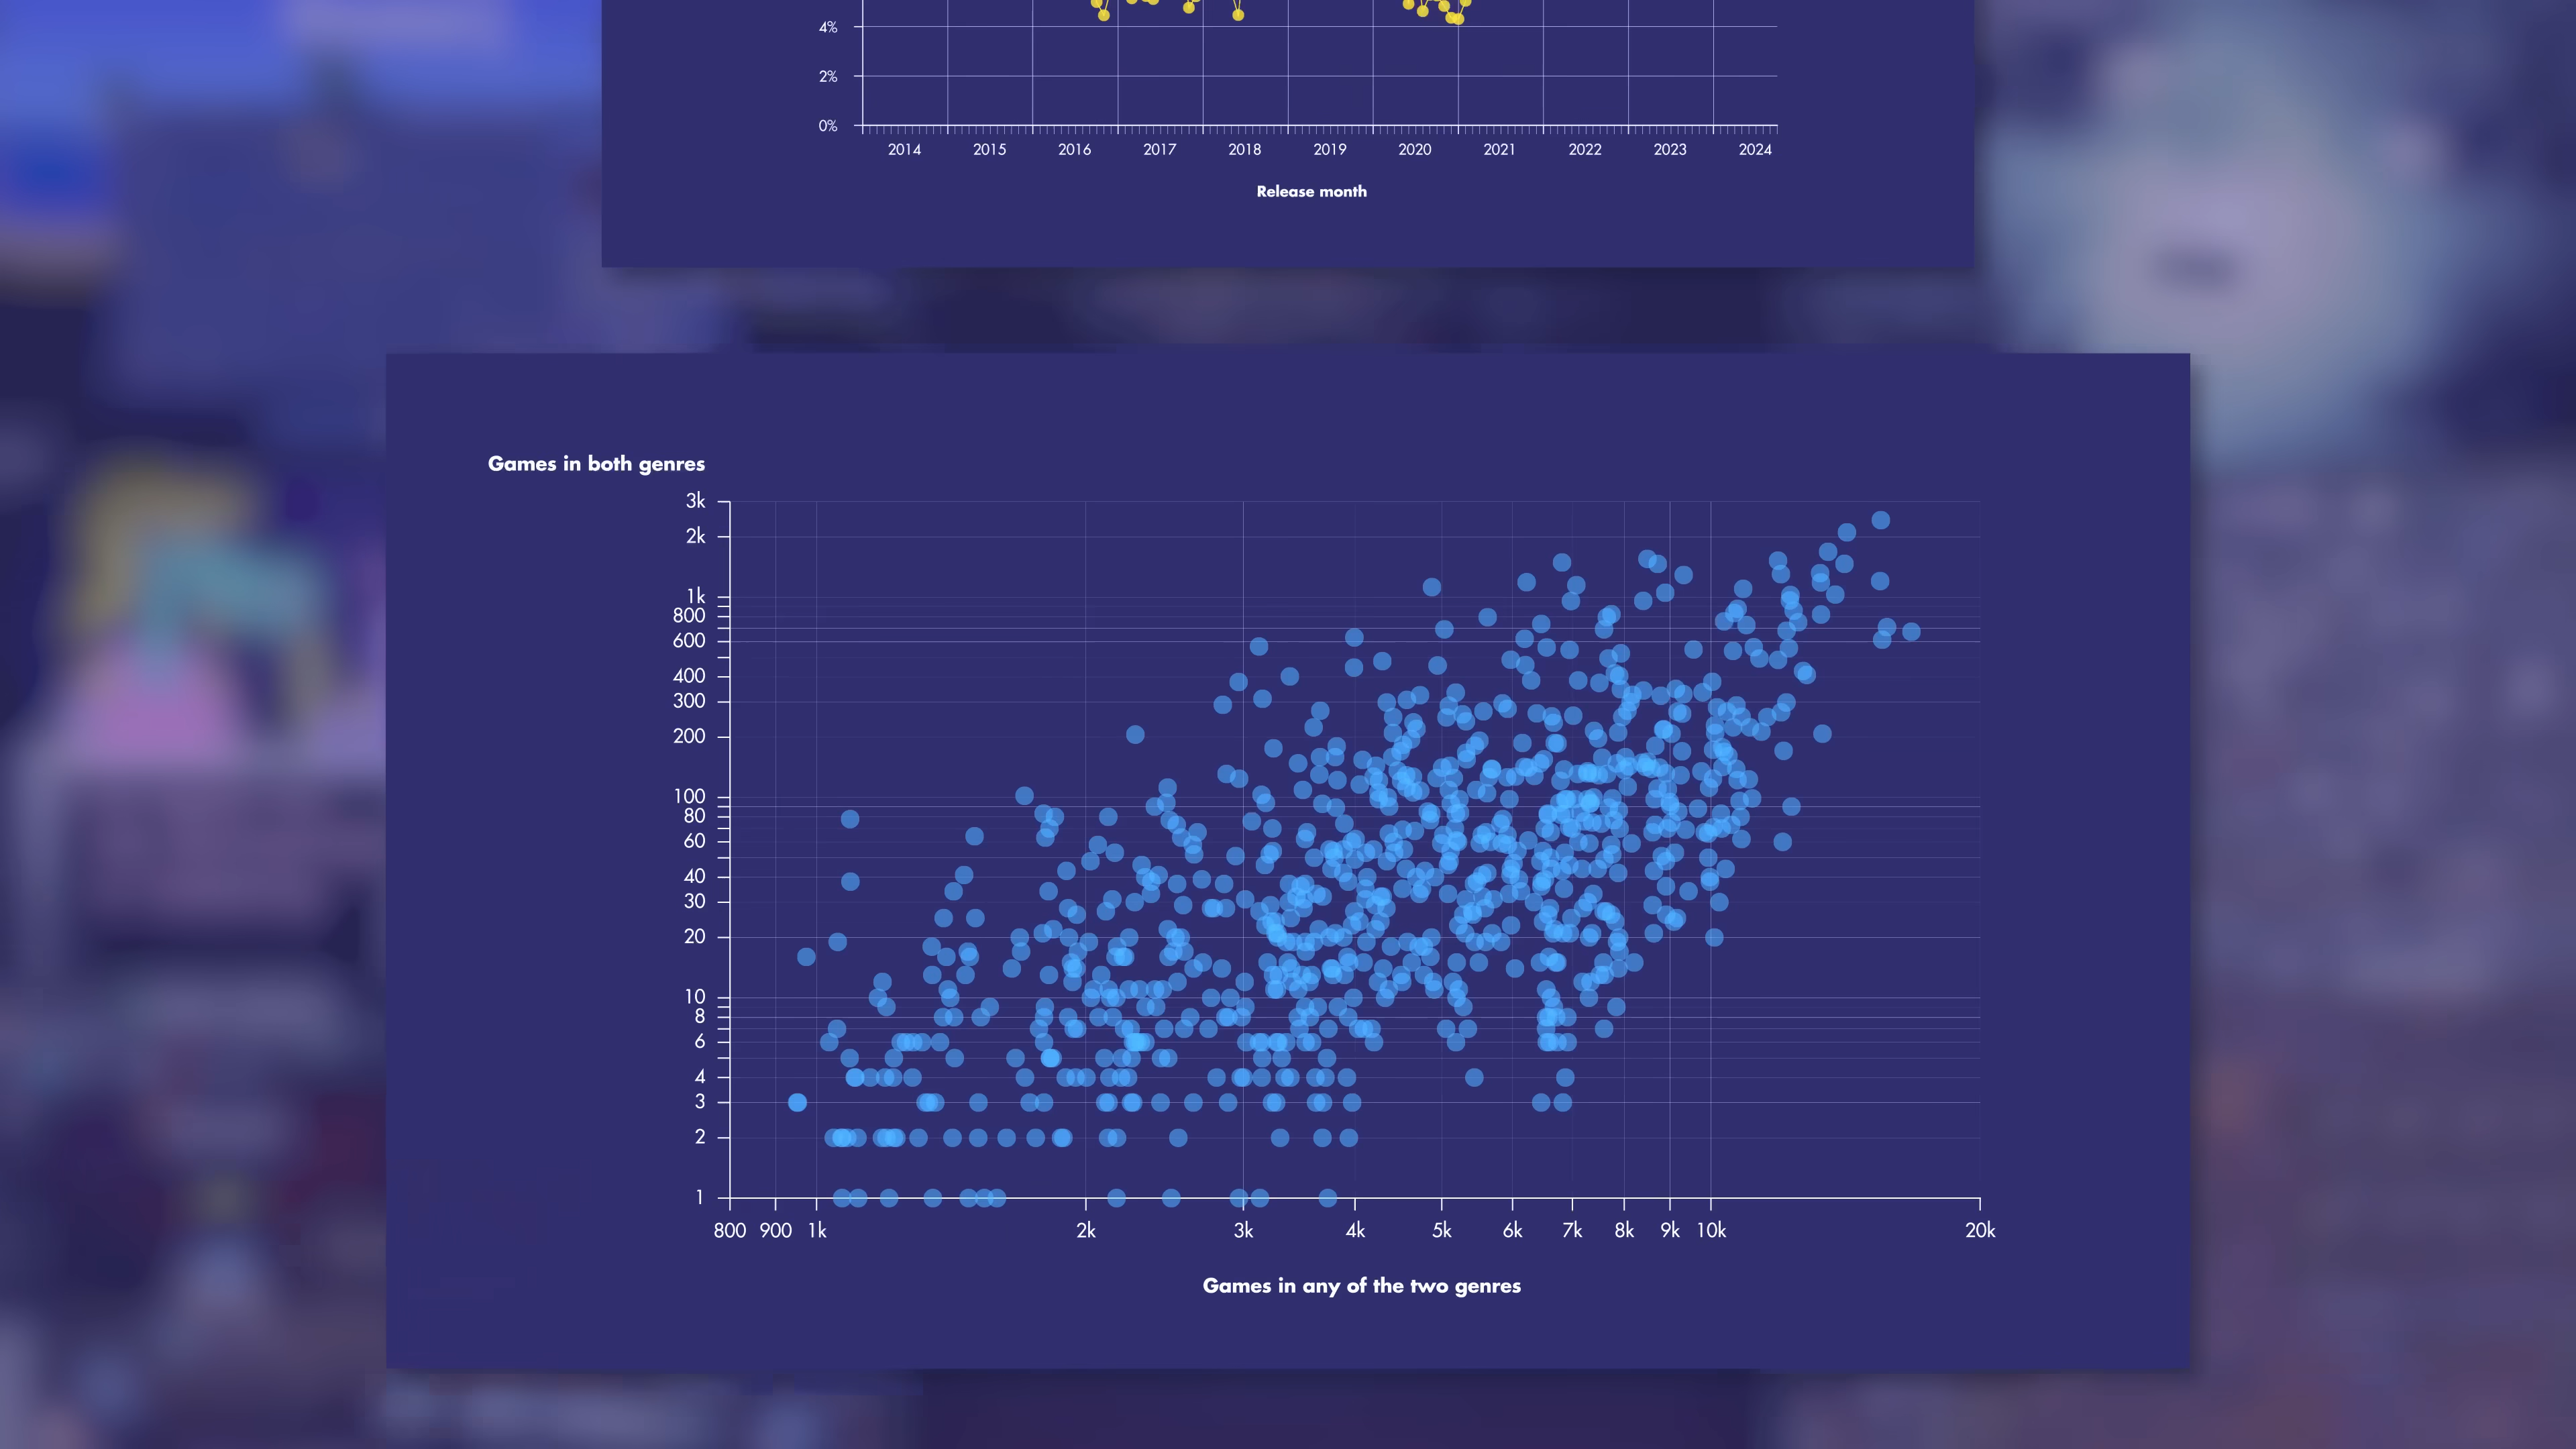 4%
2%
0%
2014 2015 2016 2017 2018 2019 2020 2021 2022 2023 2024
Release month
Games in both genres
3k
2k
1k
800
600
400
300
200
100
80
60
40
30
20
10
8
6
4
3
2
1
800 900 1k 2k 3k 4k 5k 6k 7k 8k 9k 10k 20k
Games in any of the two genres